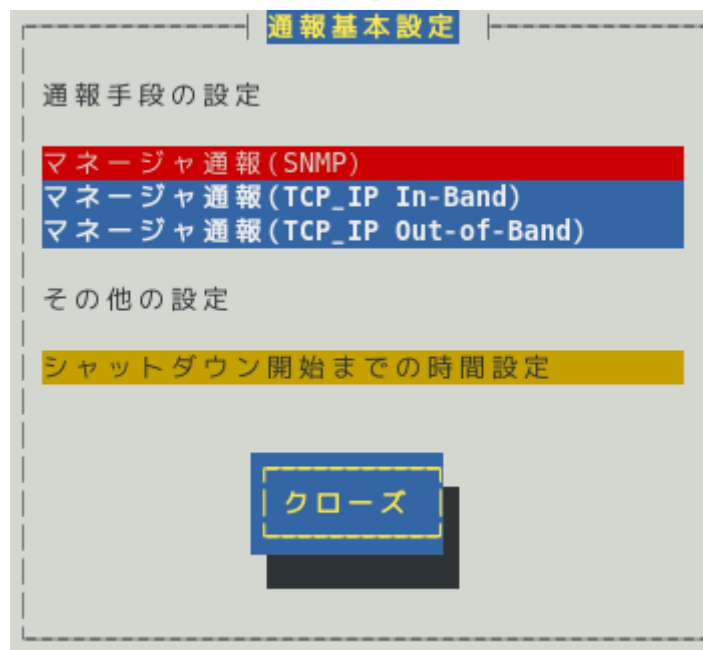 通報基本設定
通報手段の設定
マネージャ通報(SNMP)
マネージャ通報(TCP_IP In-Band)
マネージャ通報(TCP_IP Out-of-Band)
その他の設定
シャットダウン開始までの時間設定
クローズ